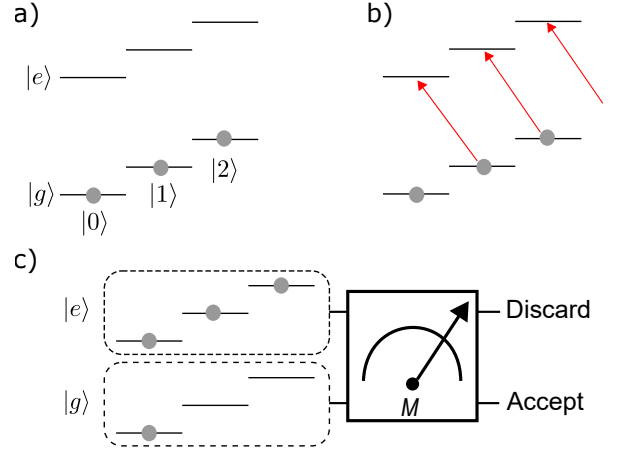 a)
b)
|e⟩
|2⟩
|1⟩
|g⟩
|0⟩
c)
|e⟩
Discard
|g⟩
Accept
M